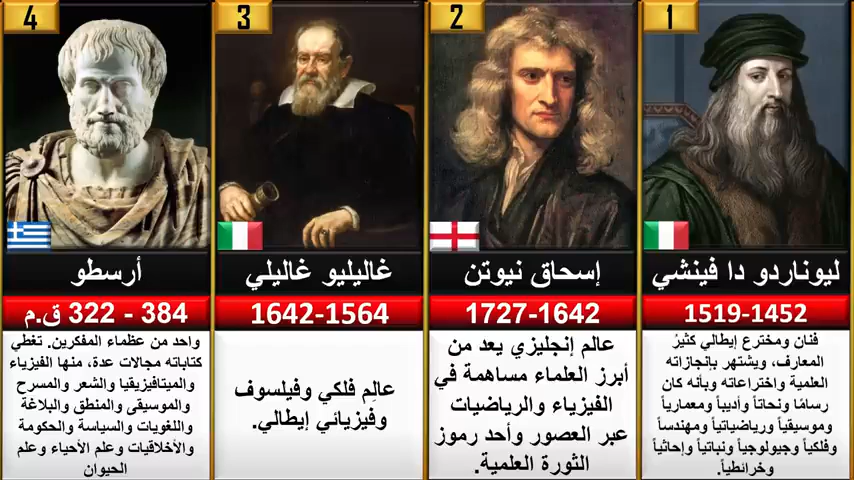 1
ليوناردو دا فينشي
1519-1452
فنان ومخترع إيطالي كثيرُ
المعارف، ويشتهر بإنجازاته
العلمية واختراعاته وبأنه كان
رسامًا ونحاتاً وأديباً ومعمارياً
وموسيقياً ورياضياتياً ومهندساً
وفلكياً وجيولوجياً ونباتياً وإحاثياً
وخرائطياً.
2
إسحاق نيوتن
1727-1642
عالم إنجليزي يعد من
أبرز العلماء مساهمة في
الفيزياء والرياضيات
عبر العصور وأحد رموز
الثورة العلمية.
3
غاليليو غاليلي
1642-1564
عالِم فلكي وفيلسوف
وفيزيائي إيطالي.
4
أرسطو
384 - 322 ق.م
واحد من عظماء المفكرين. تغطي
كتاباته مجالات عدة، منها الفيزياء
والميتافيزيقيا والشعر والمسرح
والموسيقى والمنطق والبلاغة
واللغويات والسياسة والحكومة
والأخلاقيات وعلم الأحياء وعلم
الحيوان